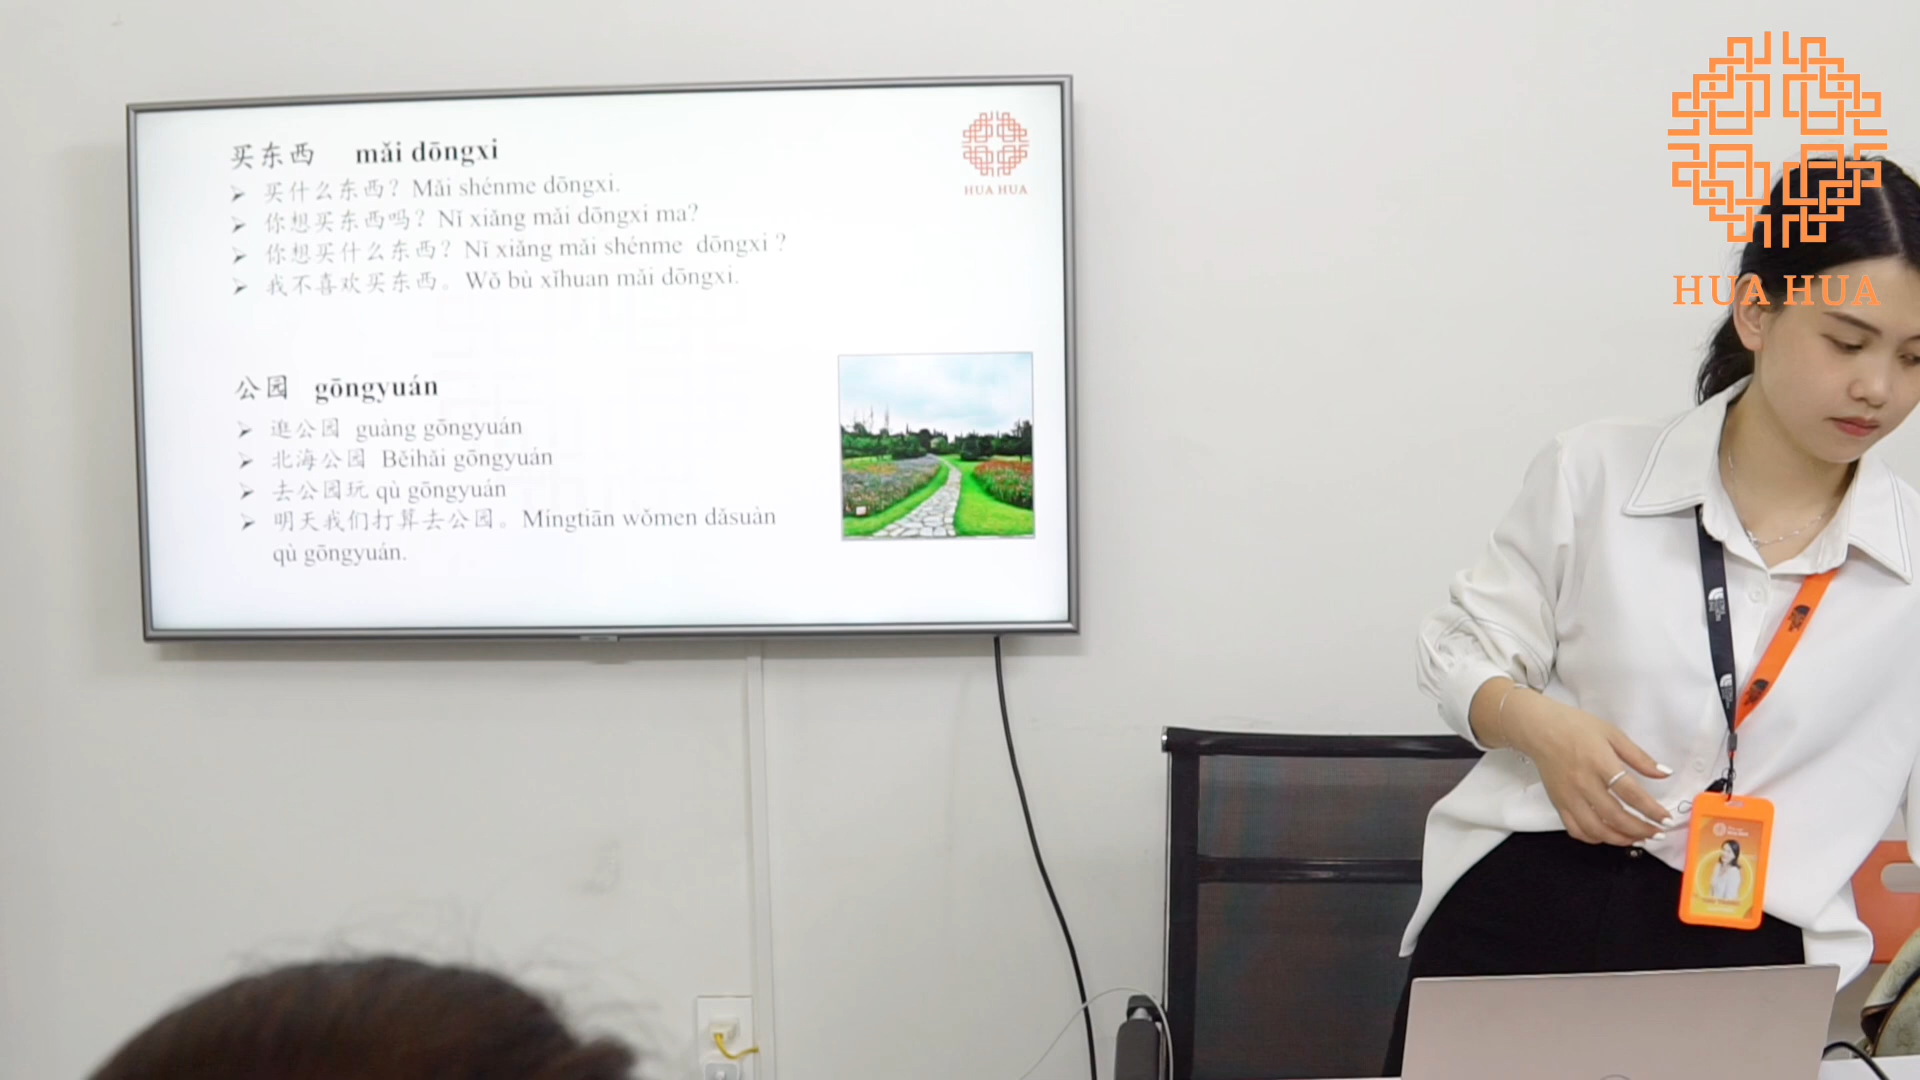 买东西 mǎi dōngxi
➢ 买什么东西？Mǎi shénme dōngxi.
➢ 你想买东西吗？Nǐ xiǎng mǎi dōngxi ma?
➢ 你想买什么东西？Nǐ xiǎng mǎi shénme dōngxi ?
➢ 我不喜欢买东西。Wǒ bù xǐhuan mǎi dōngxi.
公园 gōngyuán
➢ 逛公园 guàng gōngyuán
➢ 北海公园 Běihǎi gōngyuán
➢ 去公园玩 qù gōngyuán
➢ 明天我们打算去公园。Míngtiān wǒmen dǎsuàn
qù gōngyuán.
HUA HUA
HUA HUA